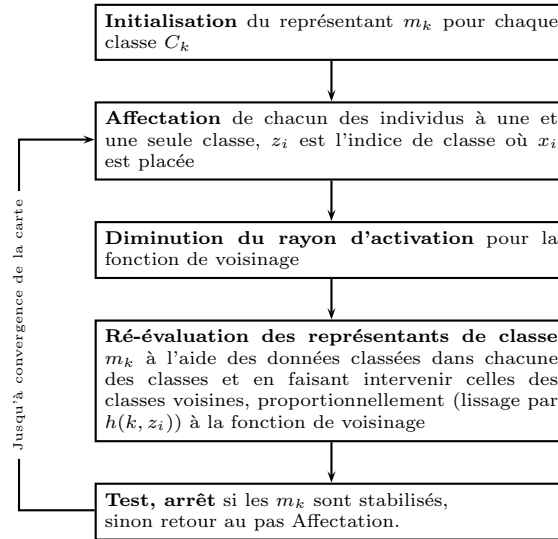 Initialisation du représentant m_k pour chaque
classe C_k
Affectation de chacun des individus à une et
une seule classe, z_i est l'indice de classe où x_i
est placée
Diminution du rayon d'activation pour la
fonction de voisinage
Ré-évaluation des représentants de classe
m_k à l'aide des données classées dans chacune
des classes et en faisant intervenir celles des
classes voisines, proportionnellement (lissage par
h(k, z_i)) à la fonction de voisinage
Test, arrêt si les m_k sont stabilisés,
sinon retour au pas Affectation.
Jusqu'à convergence de la carte